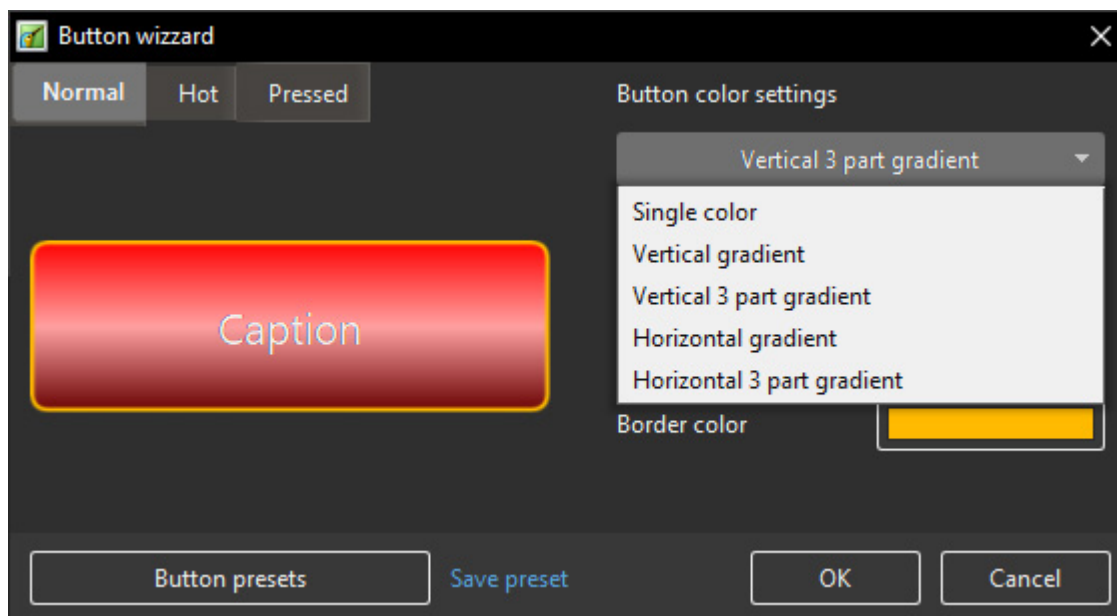 Button wizzard
Normal Hot Pressed
Button color settings
Vertical 3 part gradient
Single color
Vertical gradient
Vertical 3 part gradient
Horizontal gradient
Horizontal 3 part gradient
Caption
Border color
Button presets Save preset OK Cancel